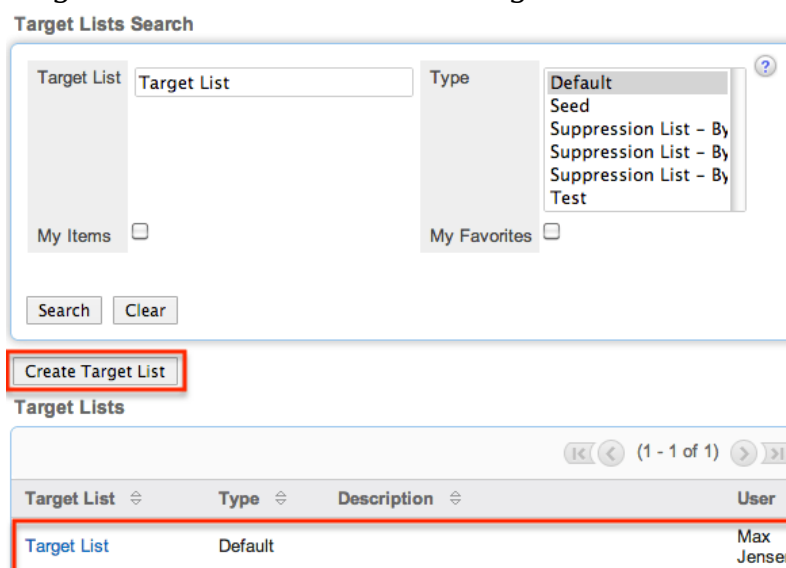 Target Lists Search
Target List
Target List
Type
Default
Seed
Suppression List – By
Suppression List – By
Suppression List – By
Test
?
My Items
My Favorites
Search
Clear
Create Target List
Target Lists
(1 - 1 of 1)
Target List
Type
Description
User
Target List
Default
Max
Jensen